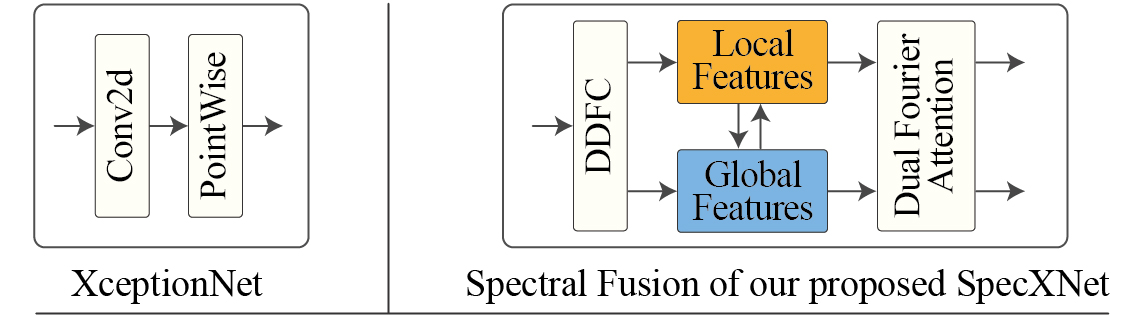 Conv2d
PointWise
XceptionNet
DDFC
Local
Features
Global
Features
Dual Fourier
Attention
Spectral Fusion of our proposed SpecXNet